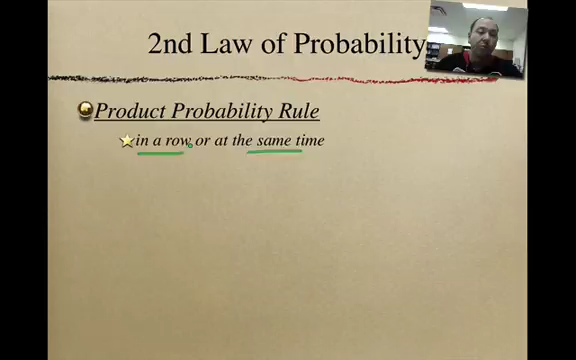 2nd Law of Probability
Product Probability Rule
in a row or at the same time